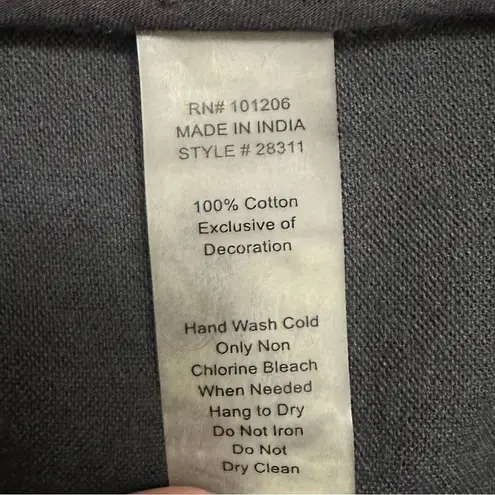 RN# 101206
MADE IN INDIA
STYLE # 28311
100% Cotton
Exclusive of
Decoration
Hand Wash Cold
Only Non
Chlorine Bleach
When Needed
Hang to Dry
Do Not Iron
Do Not
Dry Clean